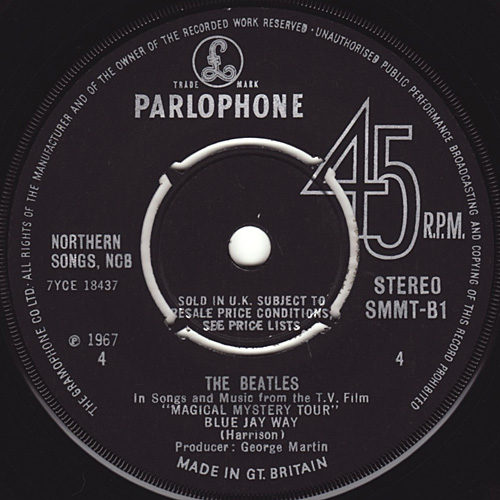 THE GRAMOPHONE CO. LTD. · ALL RIGHTS OF THE MANUFACTURER AND OF THE OWNER OF THE RECORDED WORK RESERVED · UNAUTHORISED PUBLIC PERFORMANCE BROADCASTING AND COPYING OF THIS RECORD PROHIBITED
£
TRADE MARK
PARLOPHONE
45
R.P.M.
NORTHERN
SONGS, NCB
7YCE 18437
STEREO
SMMT-B1
SOLD IN U.K. SUBJECT TO
RESALE PRICE CONDITIONS,
SEE PRICE LISTS
℗ 1967
4
4
THE BEATLES
In Songs and Music from the T.V. Film
"MAGICAL MYSTERY TOUR"
BLUE JAY WAY
(Harrison)
Producer : George Martin
MADE IN GT. BRITAIN